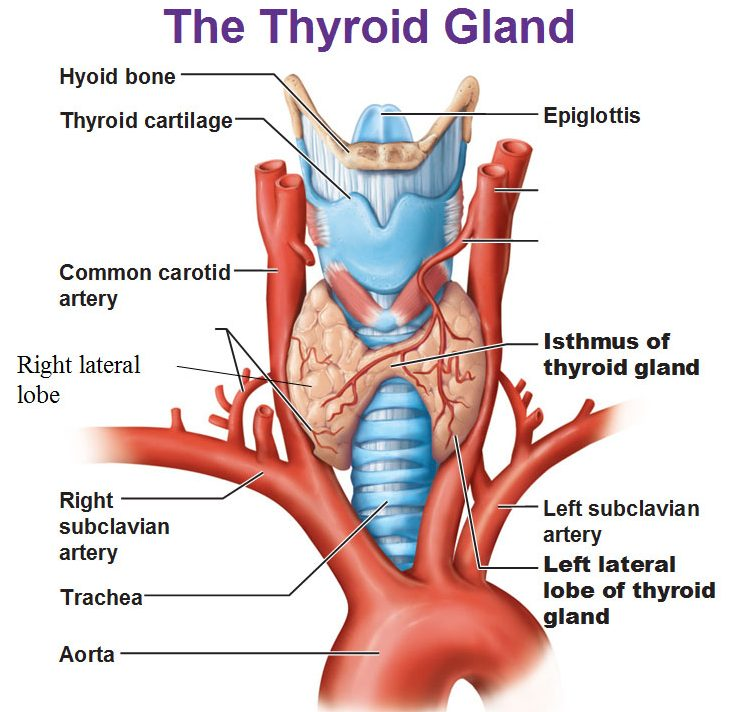 The Thyroid Gland
Hyoid bone
Thyroid cartilage
Epiglottis
Common carotid
artery
Right lateral
lobe
Isthmus of
thyroid gland
Right
subclavian
artery
Left subclavian
artery
Left lateral
lobe of thyroid
gland
Trachea
Aorta